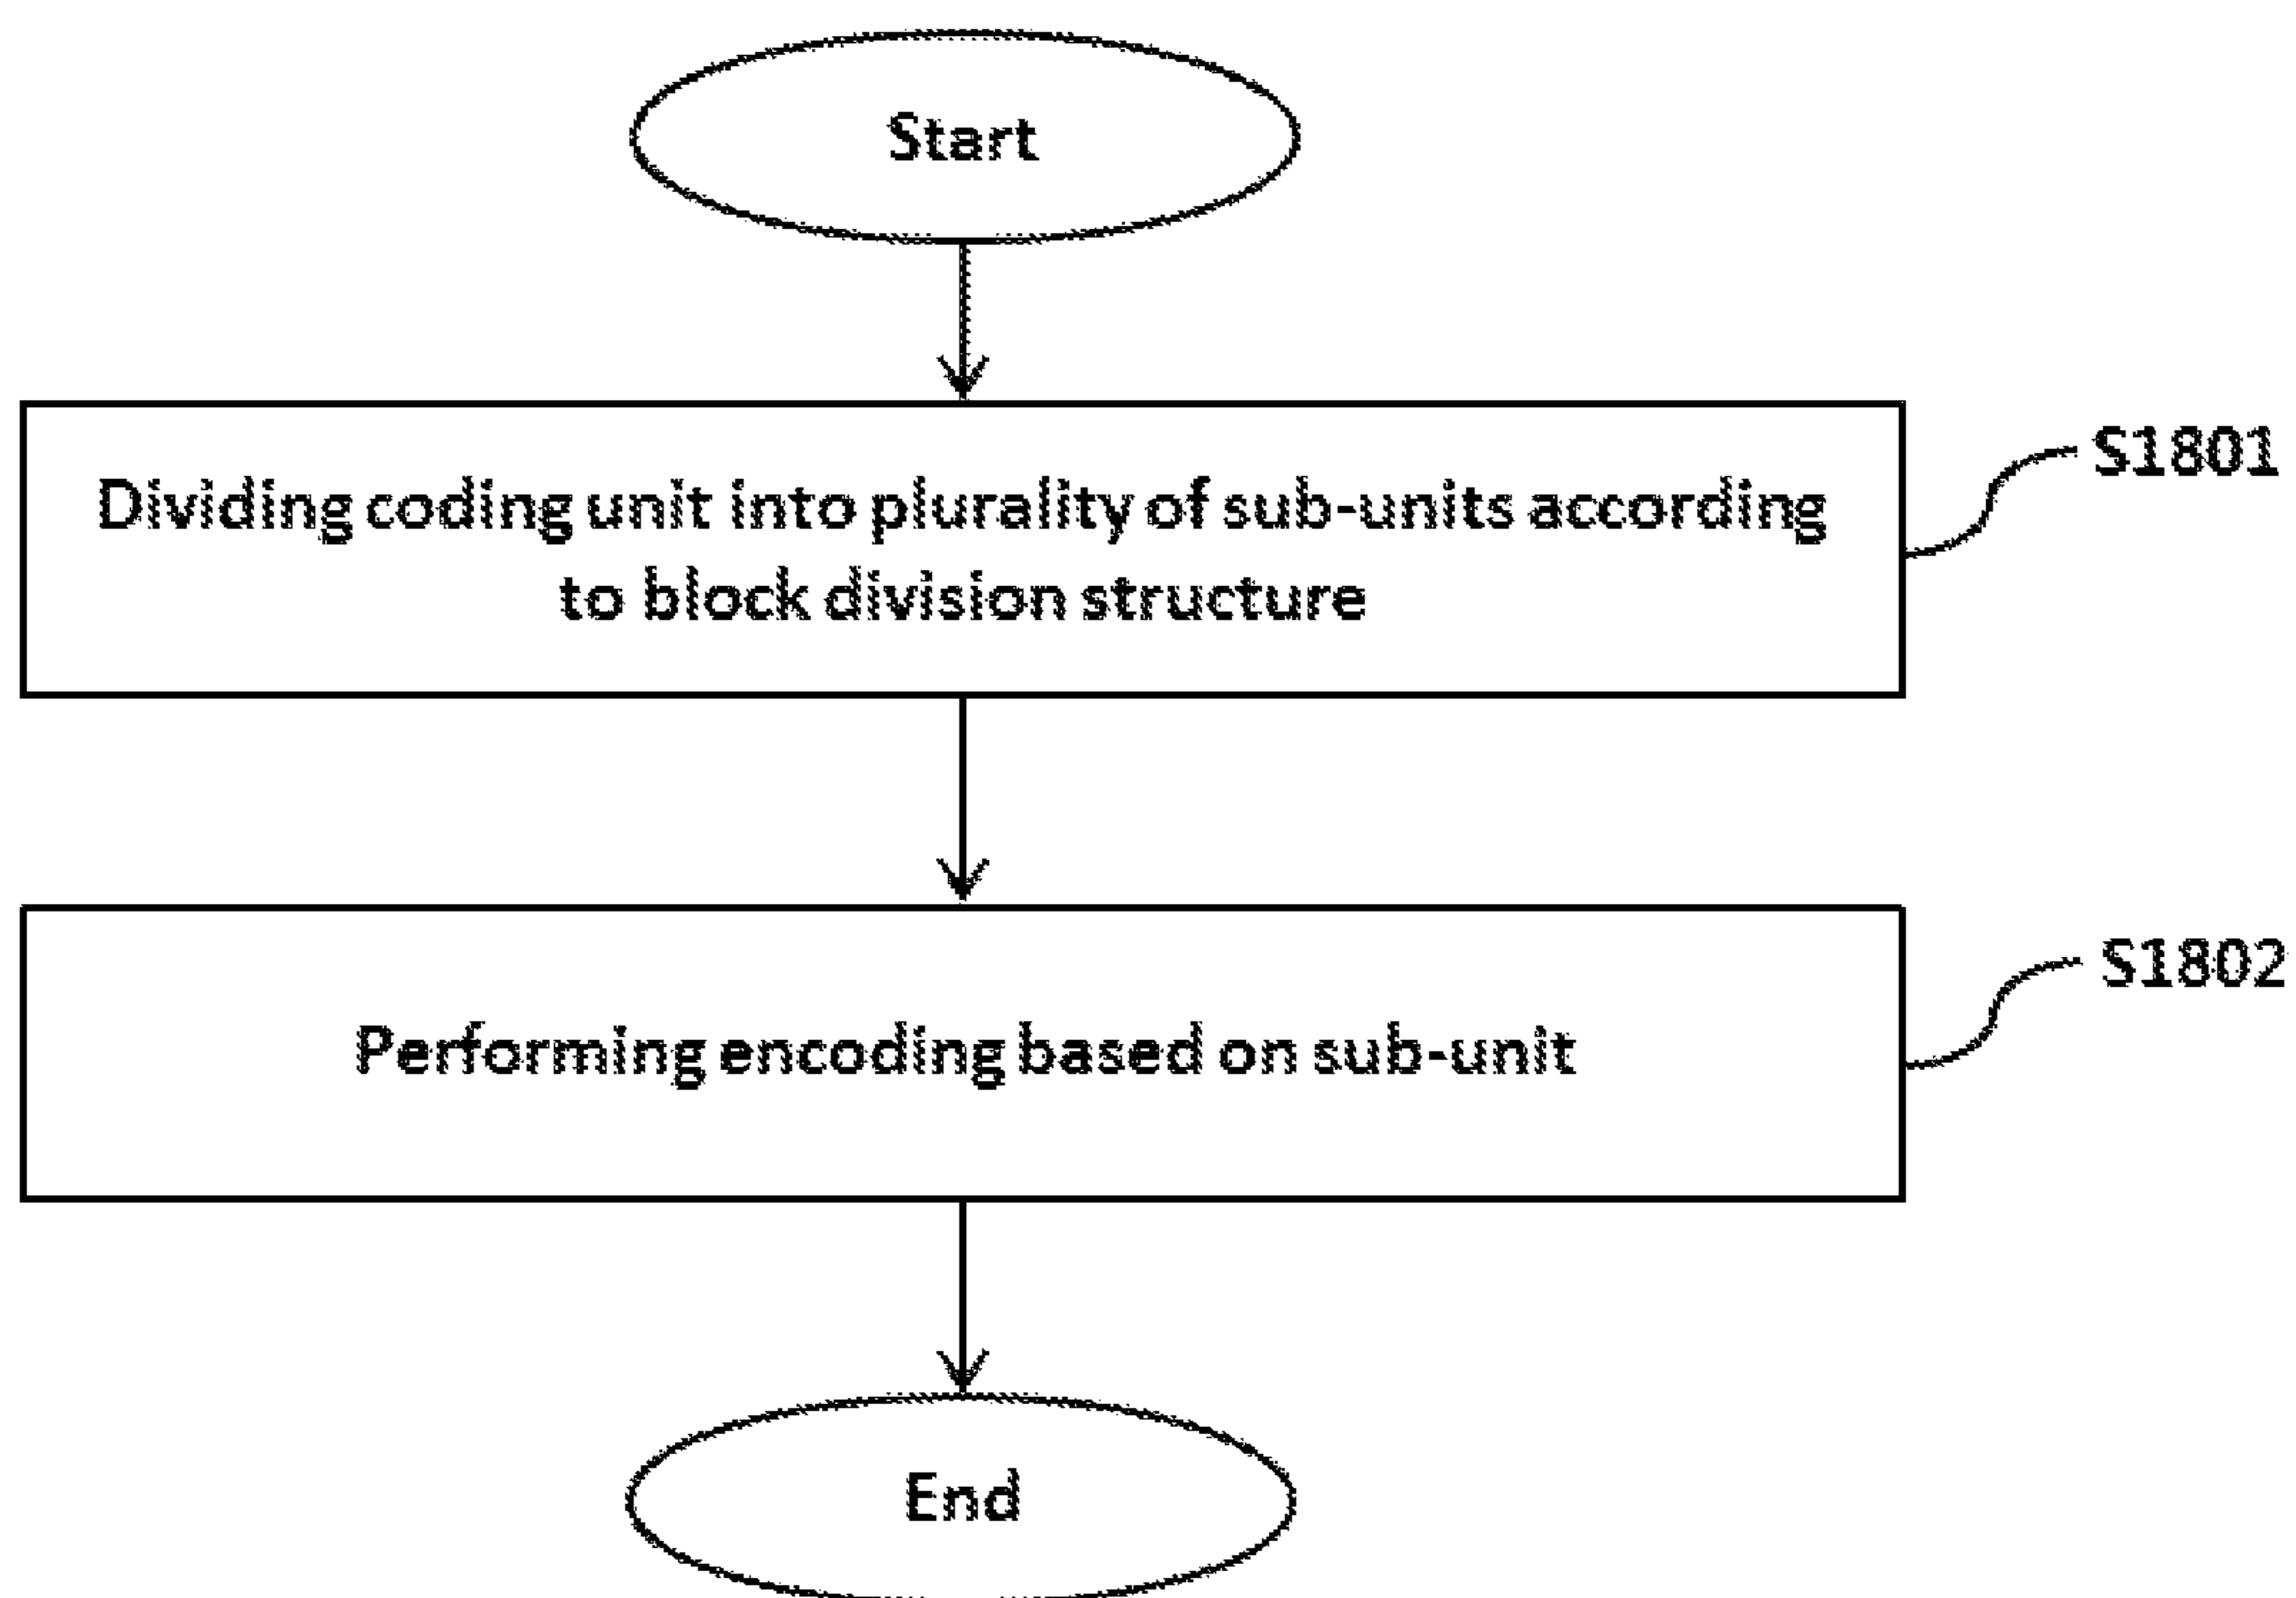 Start
Dividing coding unit into plurality of sub-units according
to block division structure
S1801
Performing encoding based on sub-unit
S1802
End